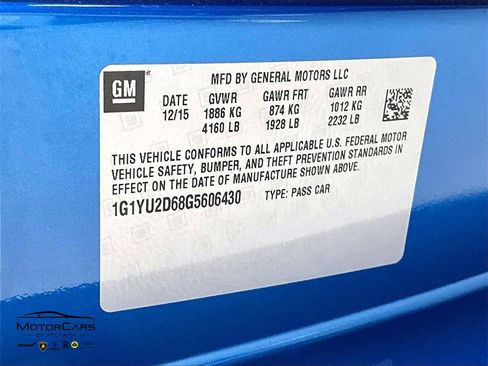 GM
MFD BY GENERAL MOTORS LLC
DATE GVWR GAWR FRT GAWR RR
12/15 1886 KG 874 KG 1012 KG
4160 LB 1928 LB 2232 LB
THIS VEHICLE CONFORMS TO ALL APPLICABLE U.S. FEDERAL MOTOR
VEHICLE SAFETY, BUMPER, AND THEFT PREVENTION STANDARDS IN
EFFECT ON THE DATE OF MANUFACTURE SHOWN ABOVE.
1G1YU2D68G5606430 TYPE: PASS CAR
MOTORCARS
OF ATLANTA